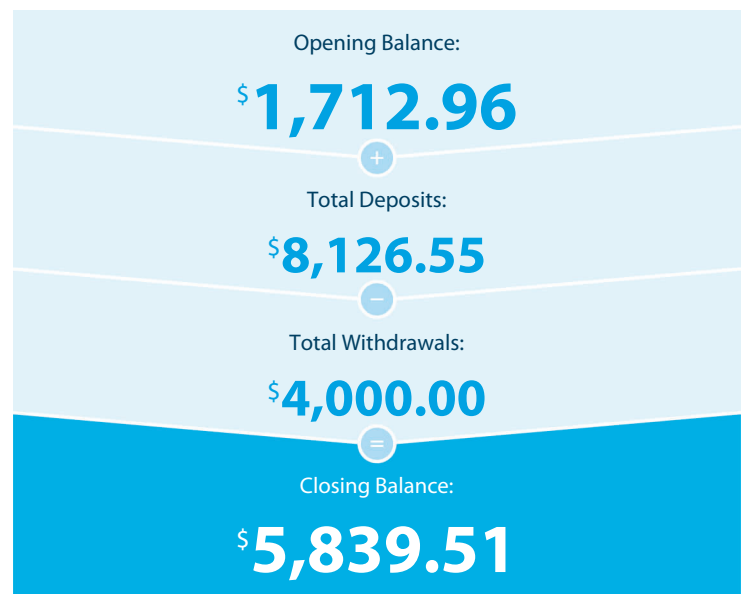 Opening Balance:
$1,712.96
+
Total Deposits:
$8,126.55
−
Total Withdrawals:
$4,000.00
=
Closing Balance:
$5,839.51